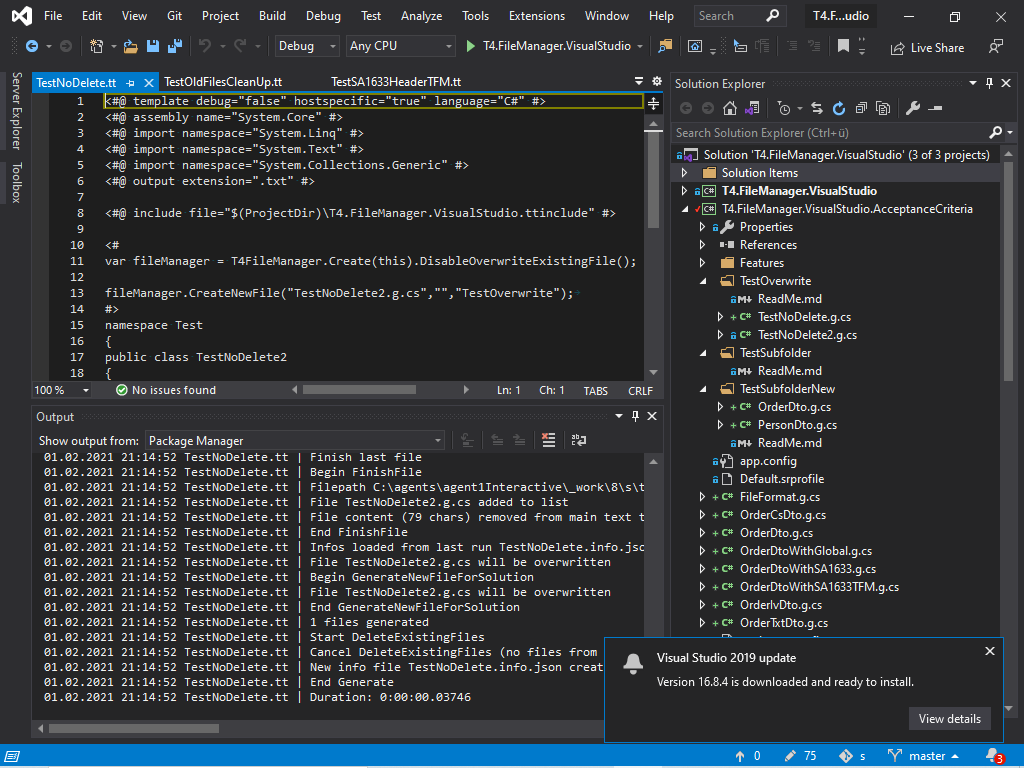 File Edit View Git Project Build Debug Test Analyze Tools Extensions Window Help Search T4.F...udio
Debug Any CPU T4.FileManager.VisualStudio Live Share
Server Explorer
Toolbox
TestNoDelete.tt TestOldFilesCleanUp.tt TestSA1633HeaderTFM.tt
1 <#@ template debug="false" hostspecific="true" language="C#" #>
2 <#@ assembly name="System.Core" #>
3 <#@ import namespace="System.Linq" #>
4 <#@ import namespace="System.Text" #>
5 <#@ import namespace="System.Collections.Generic" #>
6 <#@ output extension=".txt" #>
7
8 <#@ include file="$(ProjectDir)\T4.FileManager.VisualStudio.ttinclude" #>
9
10 <#
11 var fileManager = T4FileManager.Create(this).DisableOverwriteExistingFile();
12
13 fileManager.CreateNewFile("TestNoDelete2.g.cs","","TestOverwrite");
14 #>
15 namespace Test
16 {
17 public class TestNoDelete2
18 {
100 % No issues found Ln: 1 Ch: 1 TABS CRLF
Output
Show output from: Package Manager
01.02.2021 21:14:52 TestNoDelete.tt | Finish last file
01.02.2021 21:14:52 TestNoDelete.tt | Begin FinishFile
01.02.2021 21:14:52 TestNoDelete.tt | Filepath C:\agents\agent1Interactive\_work\8\s\t
01.02.2021 21:14:52 TestNoDelete.tt | File TestNoDelete2.g.cs added to list
01.02.2021 21:14:52 TestNoDelete.tt | File content (79 chars) removed from main text t
01.02.2021 21:14:52 TestNoDelete.tt | End FinishFile
01.02.2021 21:14:52 TestNoDelete.tt | Infos loaded from last run TestNoDelete.info.jso
01.02.2021 21:14:52 TestNoDelete.tt | File TestNoDelete2.g.cs will be overwritten
01.02.2021 21:14:52 TestNoDelete.tt | Begin GenerateNewFileForSolution
01.02.2021 21:14:52 TestNoDelete.tt | File TestNoDelete2.g.cs will be overwritten
01.02.2021 21:14:52 TestNoDelete.tt | End GenerateNewFileForSolution
01.02.2021 21:14:52 TestNoDelete.tt | 1 files generated
01.02.2021 21:14:52 TestNoDelete.tt | Start DeleteExistingFiles
01.02.2021 21:14:52 TestNoDelete.tt | Cancel DeleteExistingFiles (no files from
01.02.2021 21:14:52 TestNoDelete.tt | New info file TestNoDelete.info.json creat
01.02.2021 21:14:52 TestNoDelete.tt | End Generate
01.02.2021 21:14:52 TestNoDelete.tt | Duration: 0:00:00.03746
Solution Explorer
Search Solution Explorer (Ctrl+ü)
Solution 'T4.FileManager.VisualStudio' (3 of 3 projects)
Solution Items
C# T4.FileManager.VisualStudio
C# T4.FileManager.VisualStudio.AcceptanceCriteria
Properties
References
Features
TestOverwrite
M ReadMe.md
+ C# TestNoDelete.g.cs
C# TestNoDelete2.g.cs
TestSubfolder
M ReadMe.md
TestSubfolderNew
+ C# OrderDto.g.cs
+ C# PersonDto.g.cs
M ReadMe.md
app.config
Default.srprofile
+ C# FileFormat.g.cs
+ C# OrderCsDto.g.cs
+ C# OrderDto.g.cs
+ C# OrderDtoWithGlobal.g.cs
+ C# OrderDtoWithSA1633.g.cs
+ C# OrderDtoWithSA1633TFM.g.cs
+ C# OrderIvDto.g.cs
+ C# OrderTxtDto.g.cs
Visual Studio 2019 update
Version 16.8.4 is downloaded and ready to install.
View details
0 75 s master 3